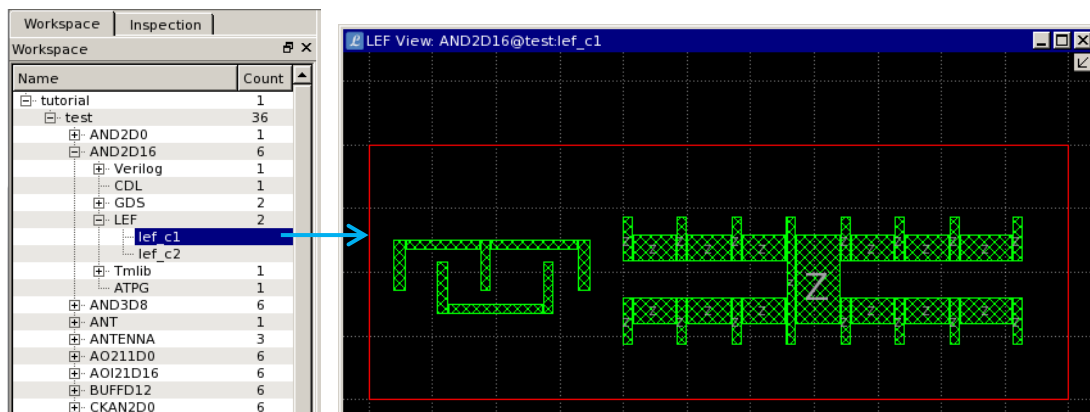 Workspace
Inspection
Workspace
Name Count
tutorial 1
test 36
AND2D0 1
AND2D16 6
Verilog 1
CDL 1
GDS 2
LEF 2
lef_c1
lef_c2
Tmlib 1
ATPG 1
AND3D8 6
ANT 1
ANTENNA 3
AO211D0 6
AOI21D16 6
BUFFD12 6
CKAN2D0 6
LEF View: AND2D16@test:lef_c1
Z